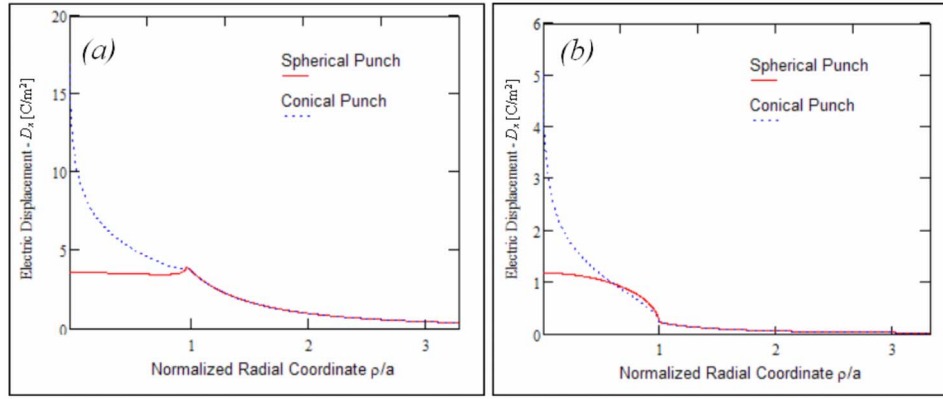 (a)
Spherical Punch
Conical Punch
Electric Displacement - Dx [C/m²]
20
15
10
5
0
1
2
3
Normalized Radial Coordinate ρ/a
(b)
Spherical Punch
Conical Punch
Electric Displacement - Dx [C/m²]
6
5
4
3
2
1
0
1
2
3
Normalized Radial Coordinate ρ/a